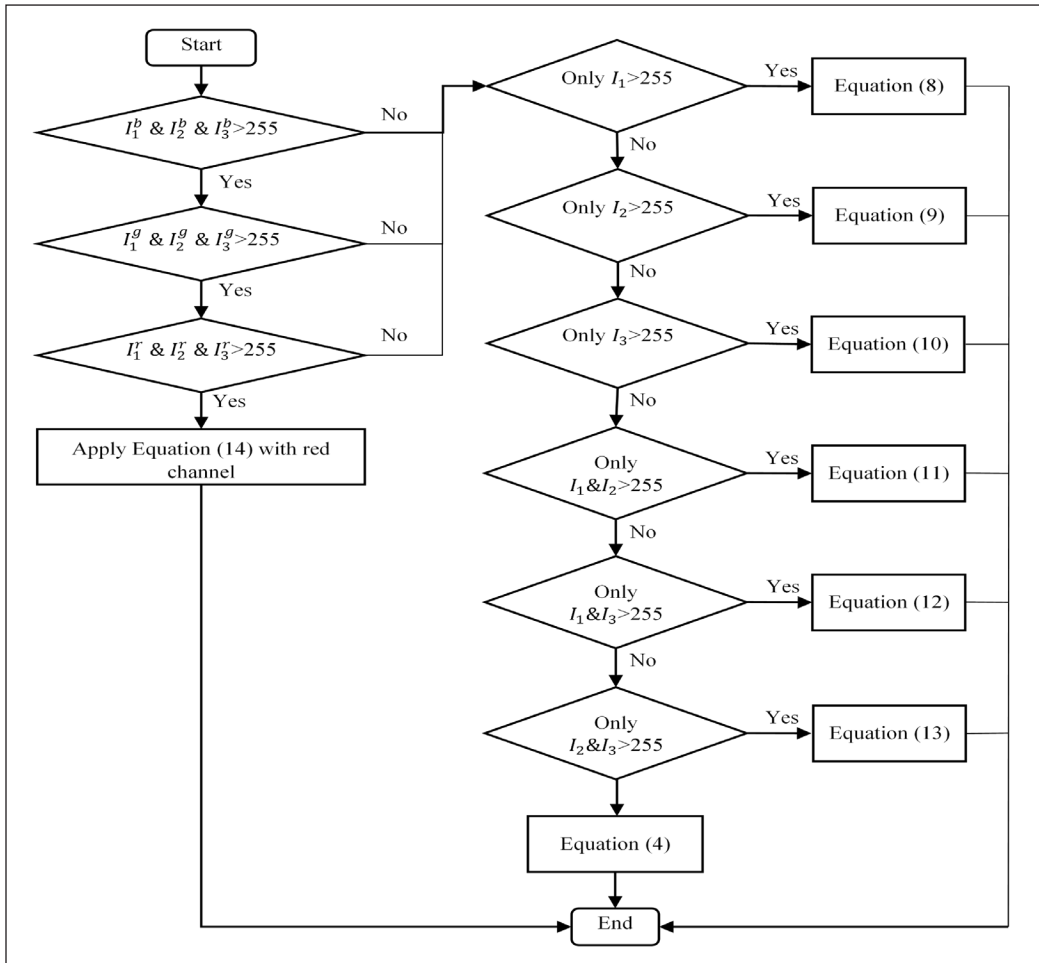 Start
I₁ᵇ & I₂ᵇ & I₃ᵇ>255
No
Yes
I₁ᵍ & I₂ᵍ & I₃ᵍ>255
No
Yes
I₁ʳ & I₂ʳ & I₃ʳ>255
No
Yes
Apply Equation (14) with red
channel
Only I₁>255
Yes
Equation (8)
No
Only I₂>255
Yes
Equation (9)
No
Only I₃>255
Yes
Equation (10)
No
Only
I₁&I₂>255
Yes
Equation (11)
No
Only
I₁&I₃>255
Yes
Equation (12)
No
Only
I₂&I₃>255
Yes
Equation (13)
Equation (4)
End